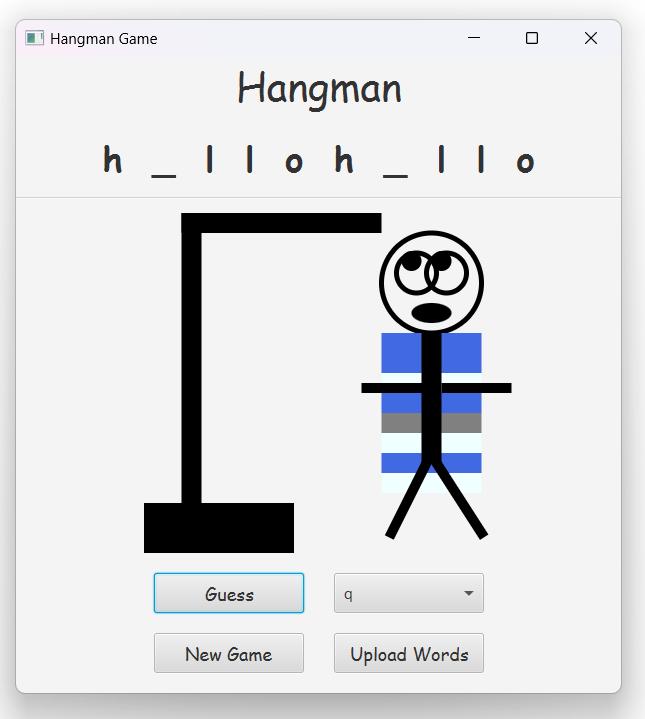 Hangman Game
Hangman
h _ l l o h _ l l o
Guess
q
New Game
Upload Words